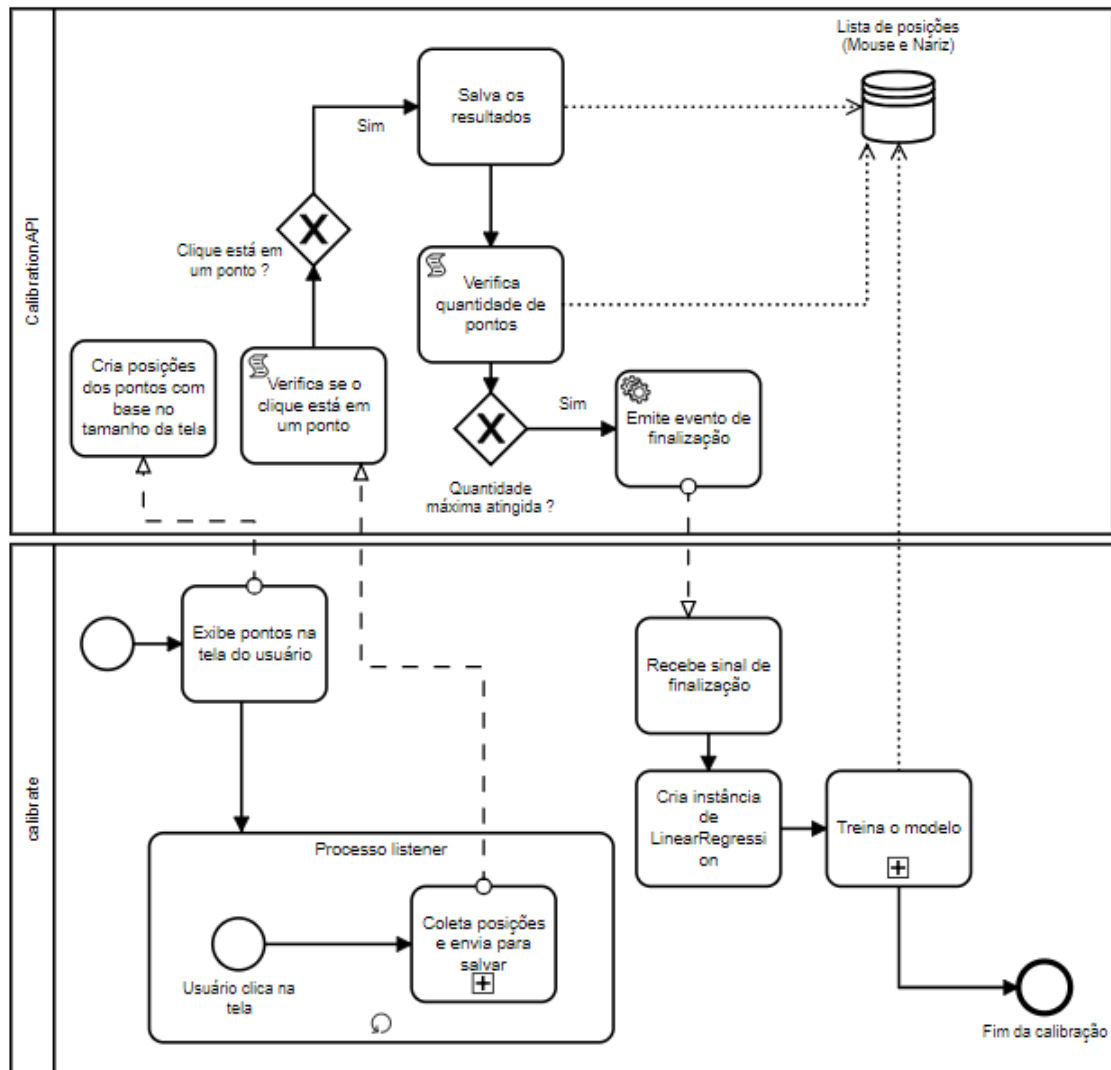 CalibrationAPI
Lista de posições
(Mouse e Nariz)
Salva os
resultados
Sim
Clique está em
um ponto ?
Verifica
quantidade de
pontos
Cria posições
dos pontos com
base no
tamanho da tela
Verifica se o
clique está em
um ponto
Sim
Emite evento de
finalização
Quantidade
máxima atingida ?
calibrate
Exibe pontos na
tela do usuário
Recebe sinal de
finalização
Cria instância
de
LinearRegressi
on
Treina o modelo
Processo listener
Coleta posições
e envia para
salvar
Usuário clica na
tela
Fim da calibração